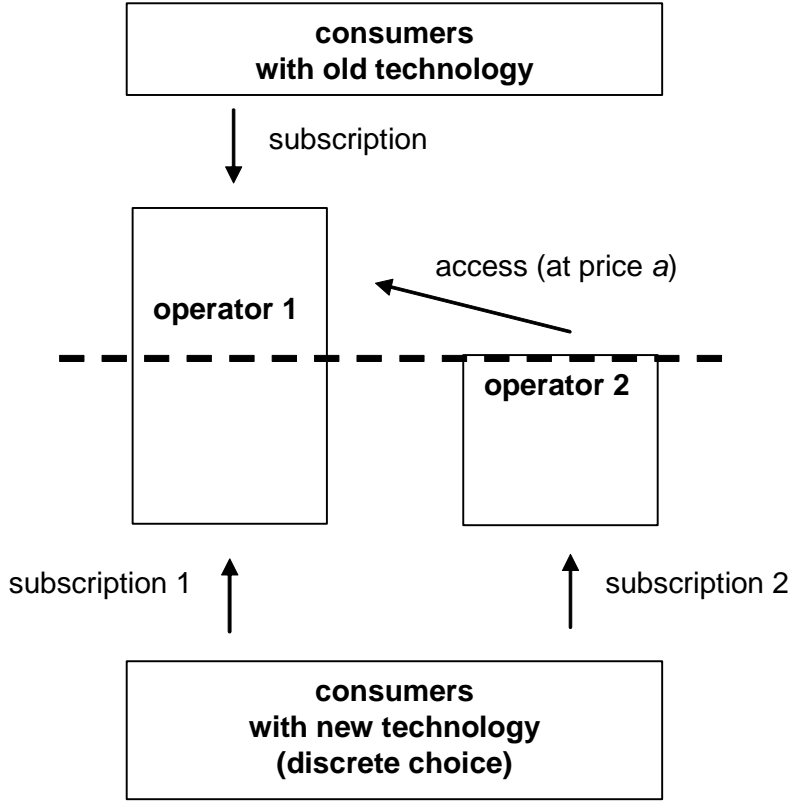 consumers
with old technology
subscription
access (at price a)
operator 1
operator 2
subscription 1
subscription 2
consumers
with new technology
(discrete choice)